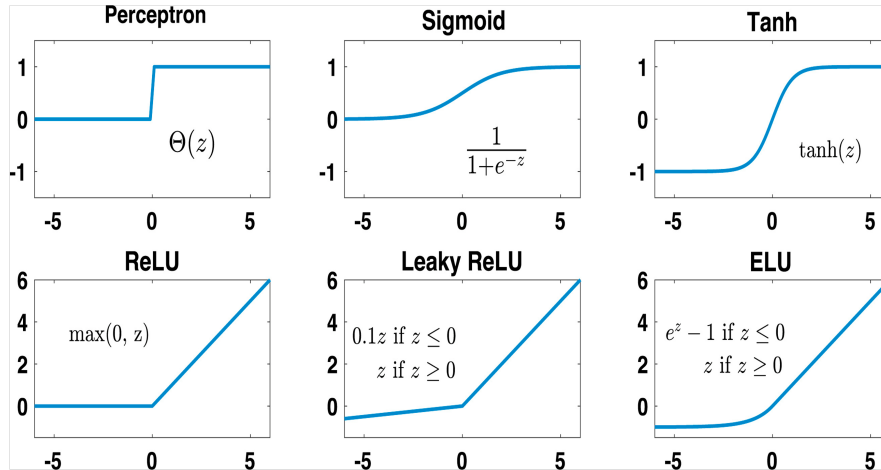 Perceptron
1
0
-1
Θ(z)
-5 0 5
Sigmoid
1
0
-1
1
1+e^{-z}
-5 0 5
Tanh
1
0
-1
tanh(z)
-5 0 5
ReLU
6
4
2
0
max(0, z)
-5 0 5
Leaky ReLU
6
4
2
0
0.1z if z ≤ 0
z if z ≥ 0
-5 0 5
ELU
6
4
2
0
e^z − 1 if z ≤ 0
z if z ≥ 0
-5 0 5